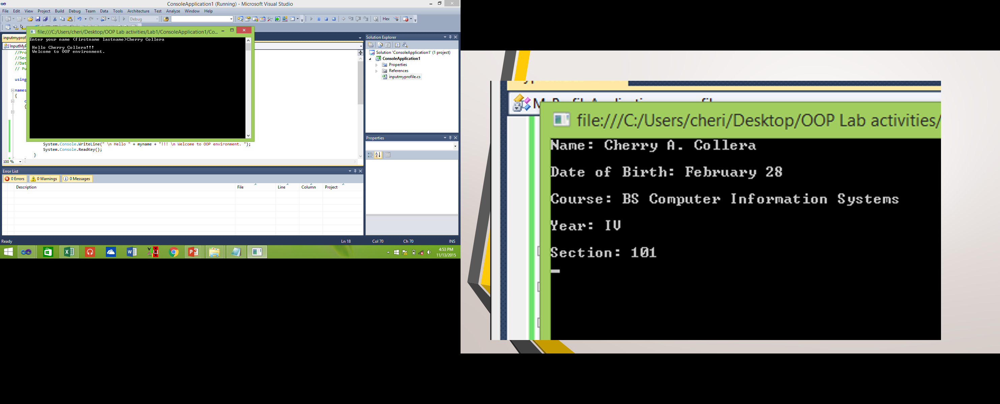 ConsoleApplication1 (Running) - Microsoft Visual Studio
File Edit View Project Build Debug Team Data Tools Architecture Test Analyze Window Help
Debug
Hex
file:///C:/Users/cheri/Desktop/OOP Lab activities/Lab1/ConsoleApplication1/Co...
Enter your name (firstname lastname)Cherry Collera
Hello Cherry Collera!!!
Welcome to OOP environment.
inputmyprof
InputMyP
//Pro
//Sec
//Dat
// Pu
using
names
{
c
{
System.Console.WriteLine(" \n Hello " + myname + "!!! \n Welcome to OOP environment. ");
System.Console.ReadKey();
}
100 %
Solution Explorer
Solution 'ConsoleApplication1' (1 project)
ConsoleApplication1
Properties
References
inputmyprofile.cs
Properties
Error List
0 Errors 0 Warnings 0 Messages
Description File Line Column Project
Ready Ln 18 Col 70 Ch 70 INS
4:53 PM
11/13/2015
file:///C:/Users/cheri/Desktop/OOP Lab activities/
Name: Cherry A. Collera
Date of Birth: February 28
Course: BS Computer Information Systems
Year: IV
Section: 101